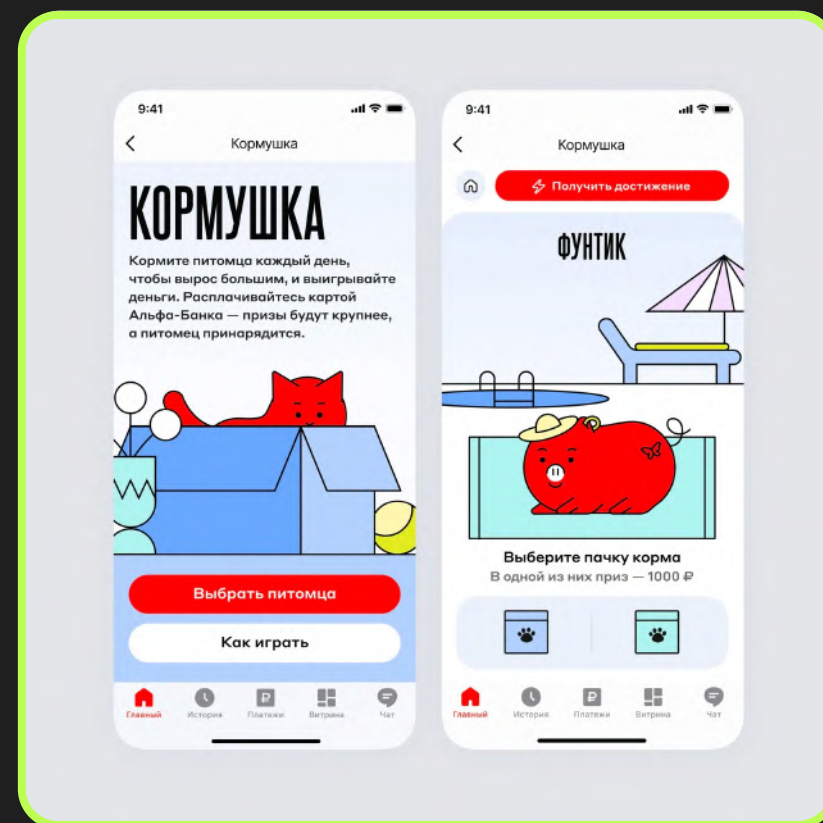 9:41
Кормушка
КОРМУШКА
Кормите питомца каждый день,
чтобы вырос большим, и выигрывайте
деньги. Расплачивайтесь картой
Альфа-Банка — призы будут крупнее,
а питомец принарядится.
Выбрать питомца
Как играть
Главный
История
Платежи
Витрина
Чат
9:41
Кормушка
Получить достижение
ФУНТИК
Выберите пачку корма
В одной из них приз — 1000 ₽
Главный
История
Платежи
Витрина
Чат